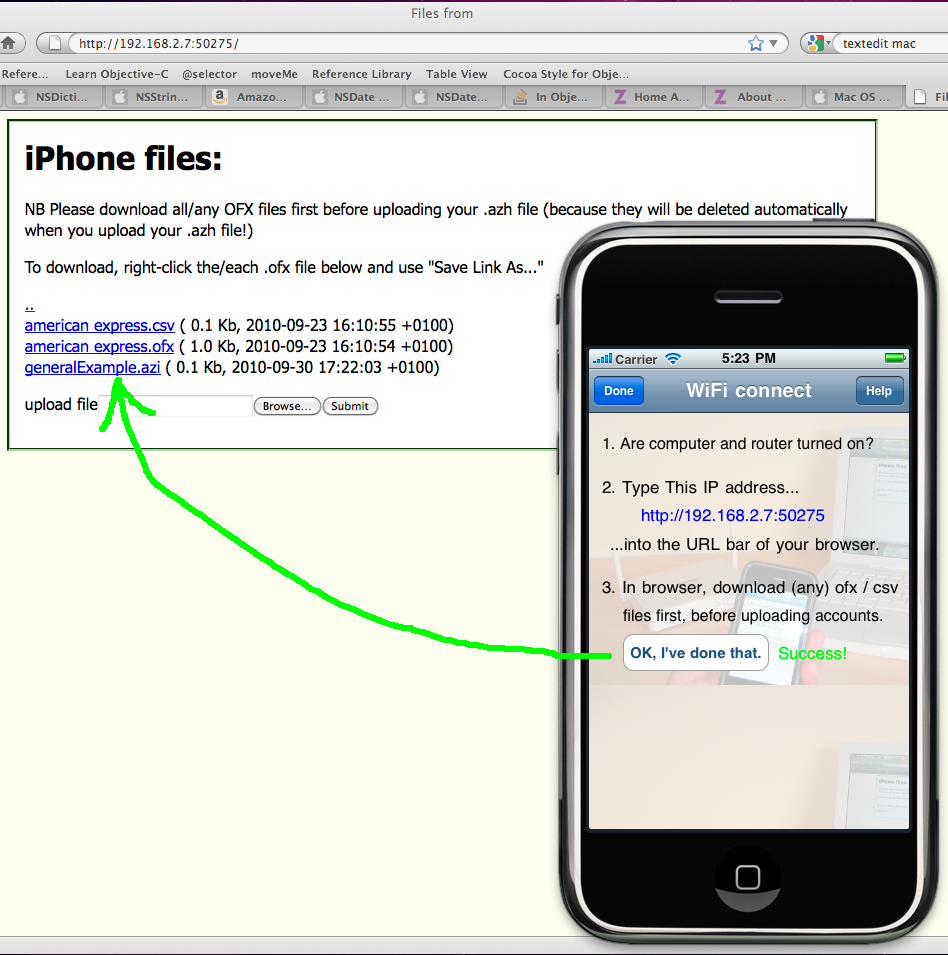 Files from
http://192.168.2.7:50275/
textedit mac
Refere... Learn Objective-C @selector moveMe Reference Library Table View Cocoa Style for Obje...
NSDicti... NSStrin... Amazo... NSDate ... NSDate... In Obje... Home A... About ... Mac OS ... Fil
iPhone files:
NB Please download all/any OFX files first before uploading your .azh file (because they will be deleted automatically
when you upload your .azh file!)
To download, right-click the/each .ofx file below and use "Save Link As..."
..
american express.csv ( 0.1 Kb, 2010-09-23 16:10:55 +0100)
american express.ofx ( 1.0 Kb, 2010-09-23 16:10:54 +0100)
generalExample.azi ( 0.1 Kb, 2010-09-30 17:22:03 +0100)
upload file Browse... Submit
Carrier 5:23 PM
Done WiFi connect Help
1. Are computer and router turned on?
2. Type This IP address...
http://192.168.2.7:50275
...into the URL bar of your browser.
3. In browser, download (any) ofx / csv
files first, before uploading accounts.
OK, I've done that. Success!